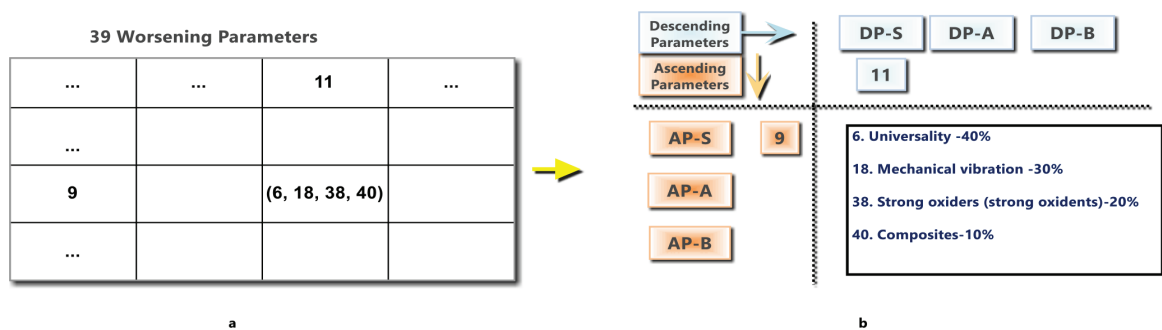 39 Worsening Parameters
... ... 11 ...
...
9 (6, 18, 38, 40)
...
a
Descending
Parameters
DP-S DP-A DP-B
Ascending
Parameters
11
AP-S 9
AP-A
AP-B
6. Universality -40%
18. Mechanical vibration -30%
38. Strong oxiders (strong oxidents)-20%
40. Composites-10%
b